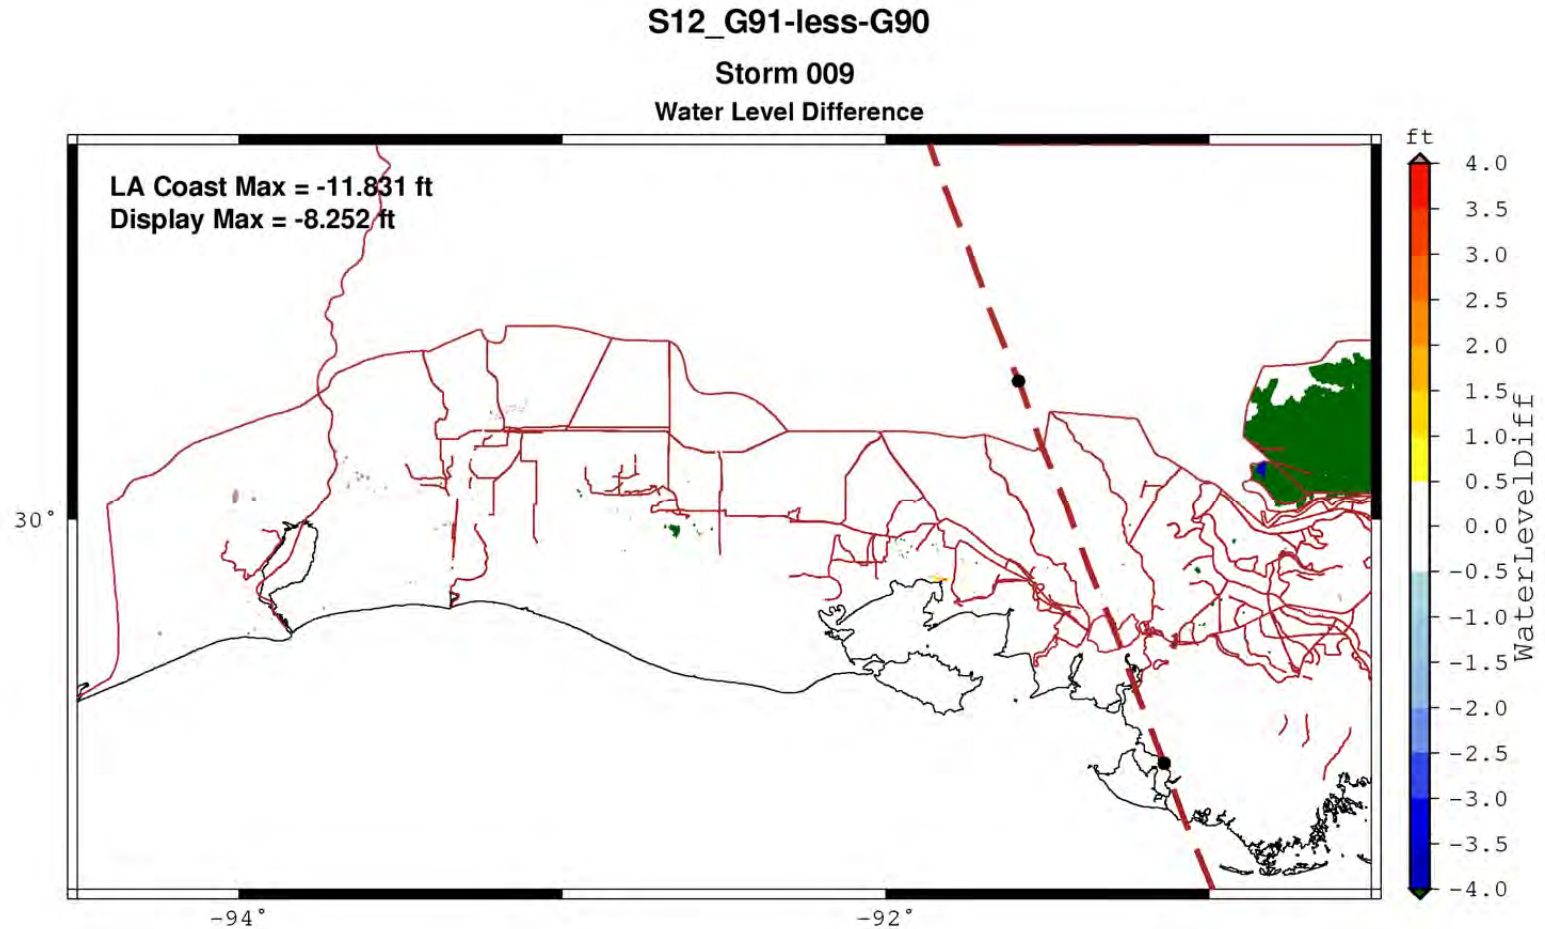 S12_G91-less-G90
Storm 009
Water Level Difference
LA Coast Max = -11.831 ft
Display Max = -8.252 ft
ft
4.0
3.5
3.0
2.5
2.0
1.5
1.0
0.5
0.0
-0.5
-1.0
-1.5
-2.0
-2.5
-3.0
-3.5
-4.0
WaterLevelDiff
30°
-94°
-92°